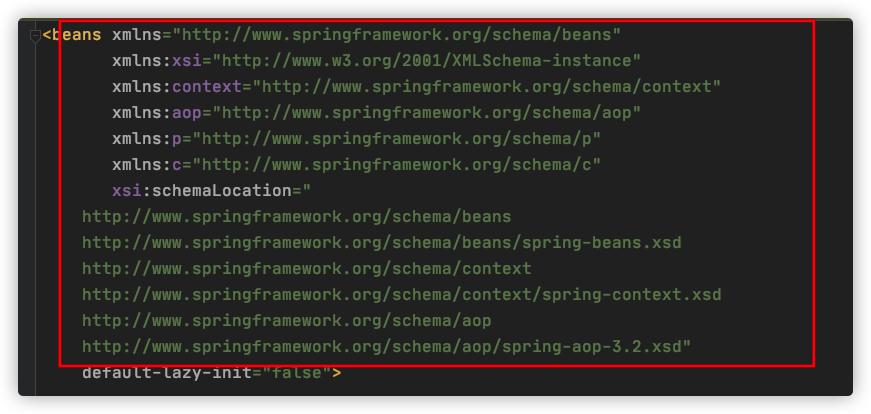 <beans xmlns="http://www.springframework.org/schema/beans"
xmlns:xsi="http://www.w3.org/2001/XMLSchema-instance"
xmlns:context="http://www.springframework.org/schema/context"
xmlns:aop="http://www.springframework.org/schema/aop"
xmlns:p="http://www.springframework.org/schema/p"
xmlns:c="http://www.springframework.org/schema/c"
xsi:schemaLocation="
http://www.springframework.org/schema/beans
http://www.springframework.org/schema/beans/spring-beans.xsd
http://www.springframework.org/schema/context
http://www.springframework.org/schema/context/spring-context.xsd
http://www.springframework.org/schema/aop
http://www.springframework.org/schema/aop/spring-aop-3.2.xsd"
default-lazy-init="false">